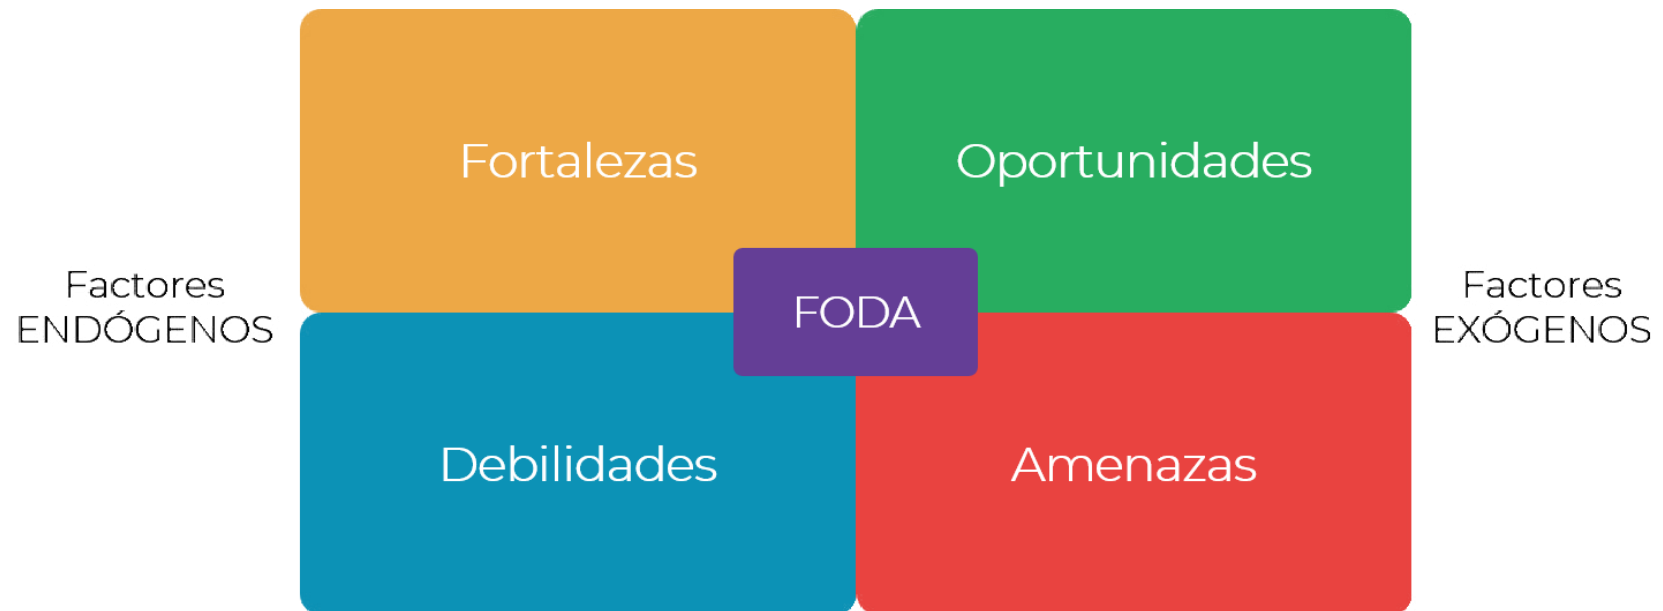 Fortalezas
Oportunidades
Factores
ENDÓGENOS
FODA
Factores
EXÓGENOS
Debilidades
Amenazas